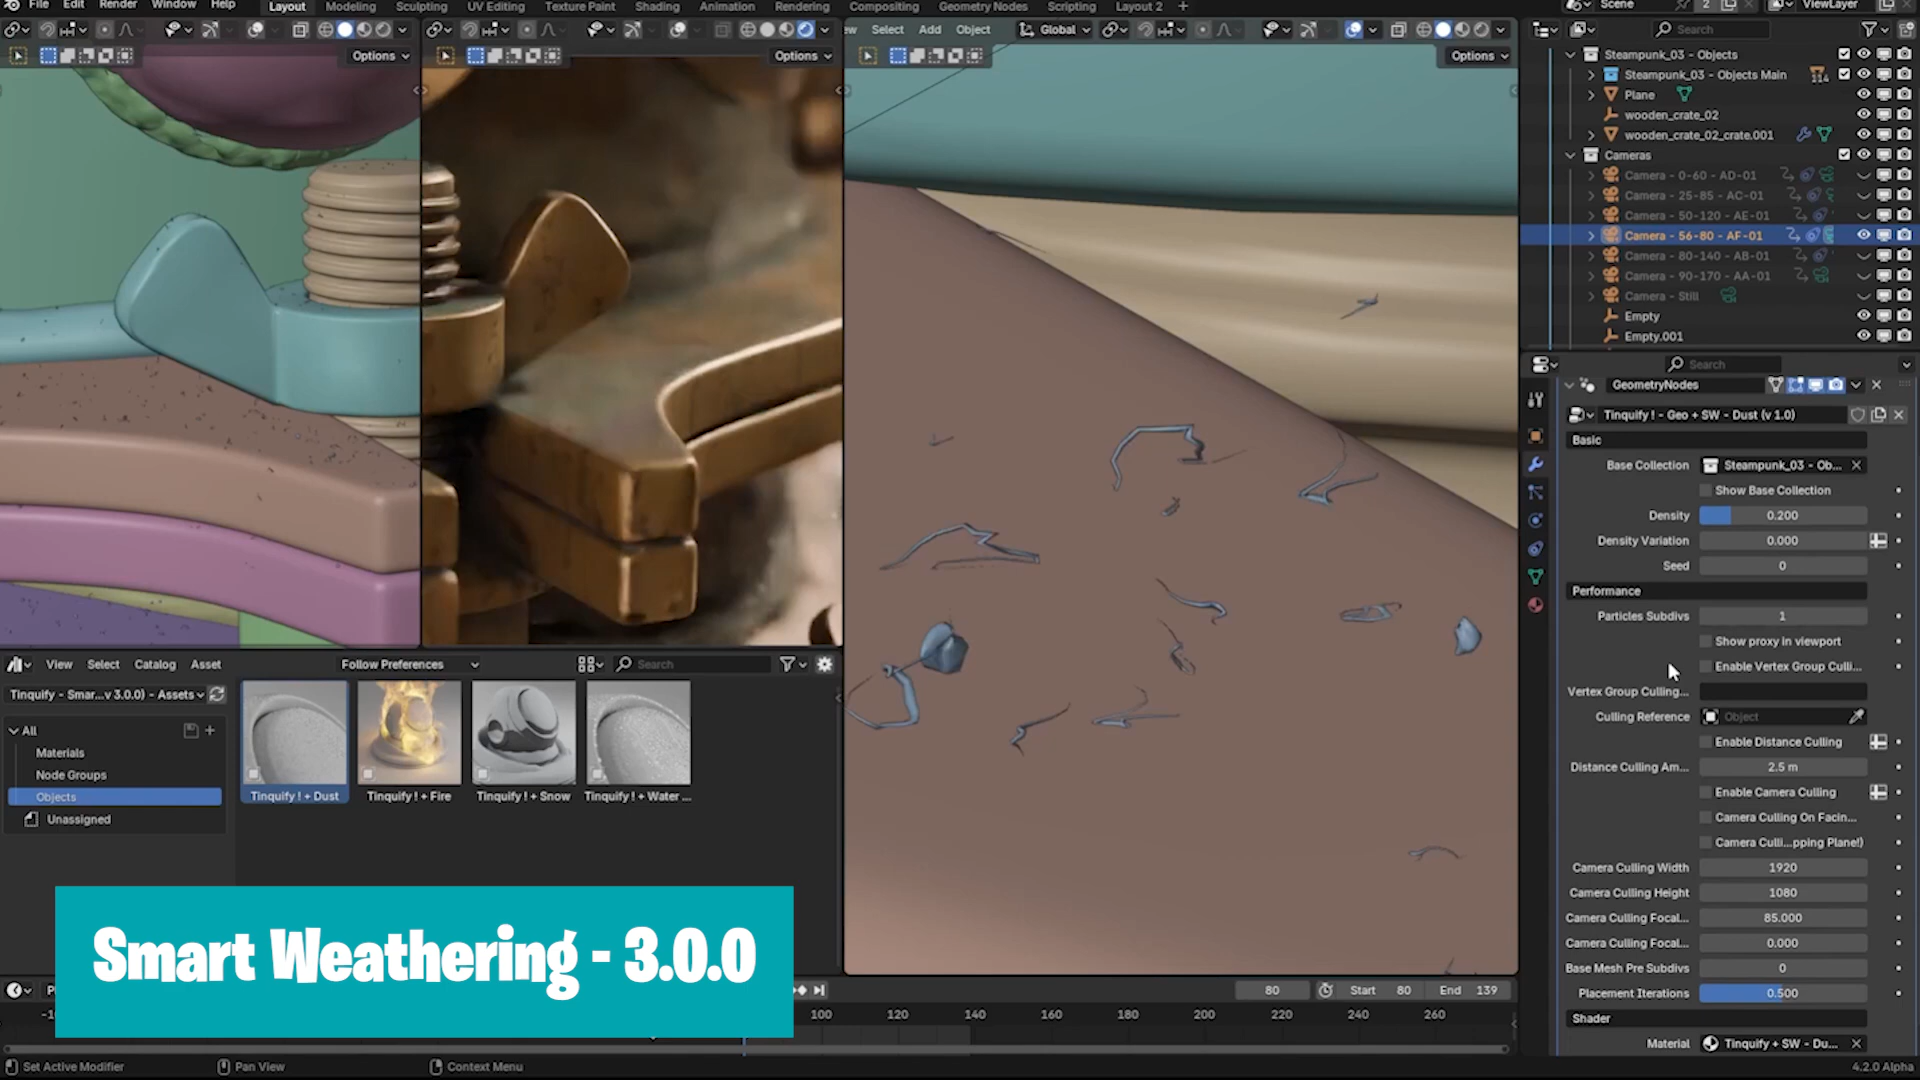 File Edit Render Window Help Layout Modeling Sculpting UV Editing Texture Paint Shading Animation Rendering Compositing Geometry Nodes Scripting Layout 2 + Scene 2 ViewLayer
Select Add Object Global
Search
Options
Options
Options
Steampunk_03 - Objects
Steampunk_03 - Objects Main 114
Plane
wooden_crate_02
wooden_crate_02_crate.001
Cameras
Camera - 0-60 - AD-01
Camera - 25-85 - AC-01
Camera - 50-120 - AE-01
Camera - 56-80 - AF-01
Camera - 80-140 - AB-01
Camera - 90-170 - AA-01
Camera - Still
Empty
Empty.001
Search
GeometryNodes
Tinquify ! - Geo + SW - Dust (v 1.0)
Basic
Base Collection Steampunk_03 - Ob...
Show Base Collection
Density 0.200
Density Variation 0.000
Seed 0
Performance
Particles Subdivs 1
Show proxy in viewport
Enable Vertex Group Culli...
Vertex Group Culling...
Culling Reference Object
Enable Distance Culling
Distance Culling Am... 2.5 m
Enable Camera Culling
Camera Culling On Facin...
Camera Culli...pping Plane!)
Camera Culling Width 1920
Camera Culling Height 1080
Camera Culling Focal... 85.000
Camera Culling Focal... 0.000
Base Mesh Pre Subdivs 0
Placement Iterations 0.500
Shader
Material Tinquify + SW - Du...
View Select Catalog Asset Follow Preferences Search
Tinquify - Smar...v 3.0.0) - Assets
All
Materials
Node Groups
Objects
Unassigned
Tinquify ! + Dust Tinquify ! + Fire Tinquify ! + Snow Tinquify ! + Water ...
Smart Weathering - 3.0.0
80 Start 80 End 139
100 120 140 160 180 200 220 240 260
Set Active Modifier Pan View Context Menu 4.2.0 Alpha